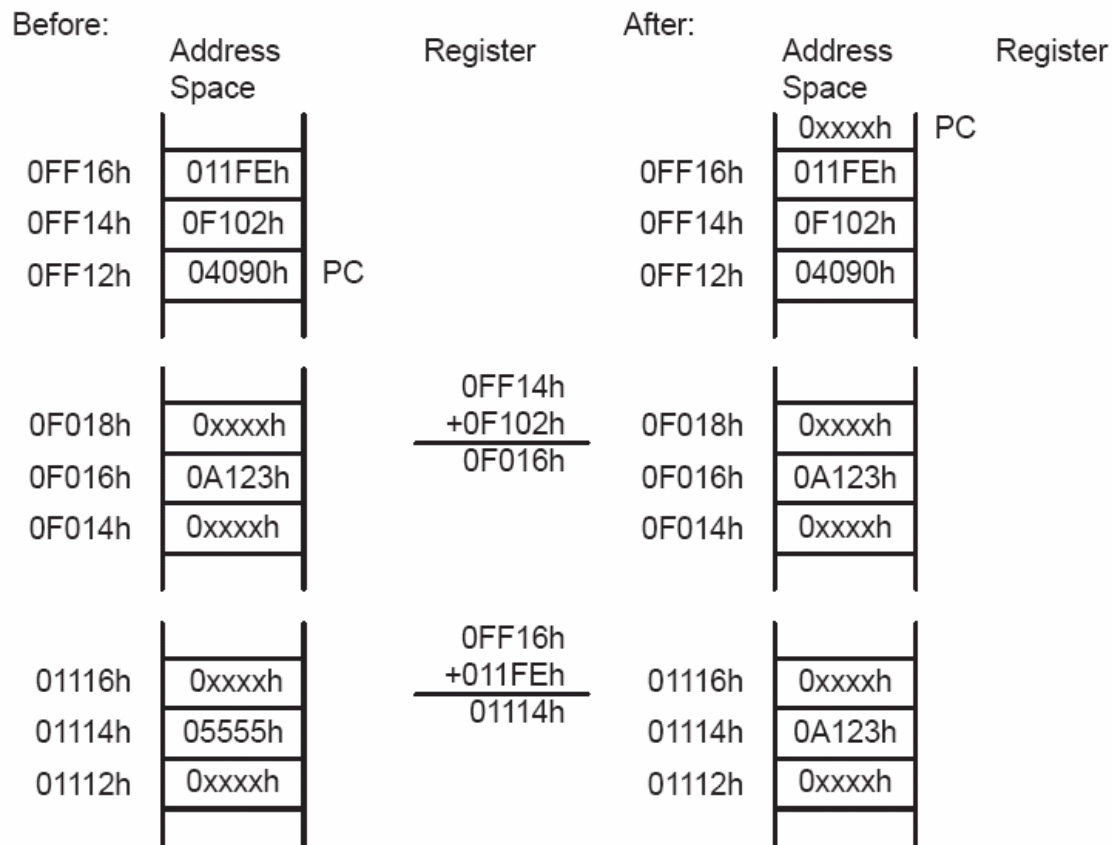 Before:
Address Space
Register
After:
Address Space
Register
0xxxxh PC
0FF16h 011FEh 0FF16h 011FEh
0FF14h 0F102h 0FF14h 0F102h
0FF12h 04090h PC 0FF12h 04090h
0FF14h
0F018h 0xxxxh +0F102h 0F018h 0xxxxh
0F016h 0A123h 0F016h 0F016h 0A123h
0F014h 0xxxxh 0F014h 0xxxxh
0FF16h
01116h 0xxxxh +011FEh 01116h 0xxxxh
01114h 05555h 01114h 01114h 0A123h
01112h 0xxxxh 01112h 0xxxxh